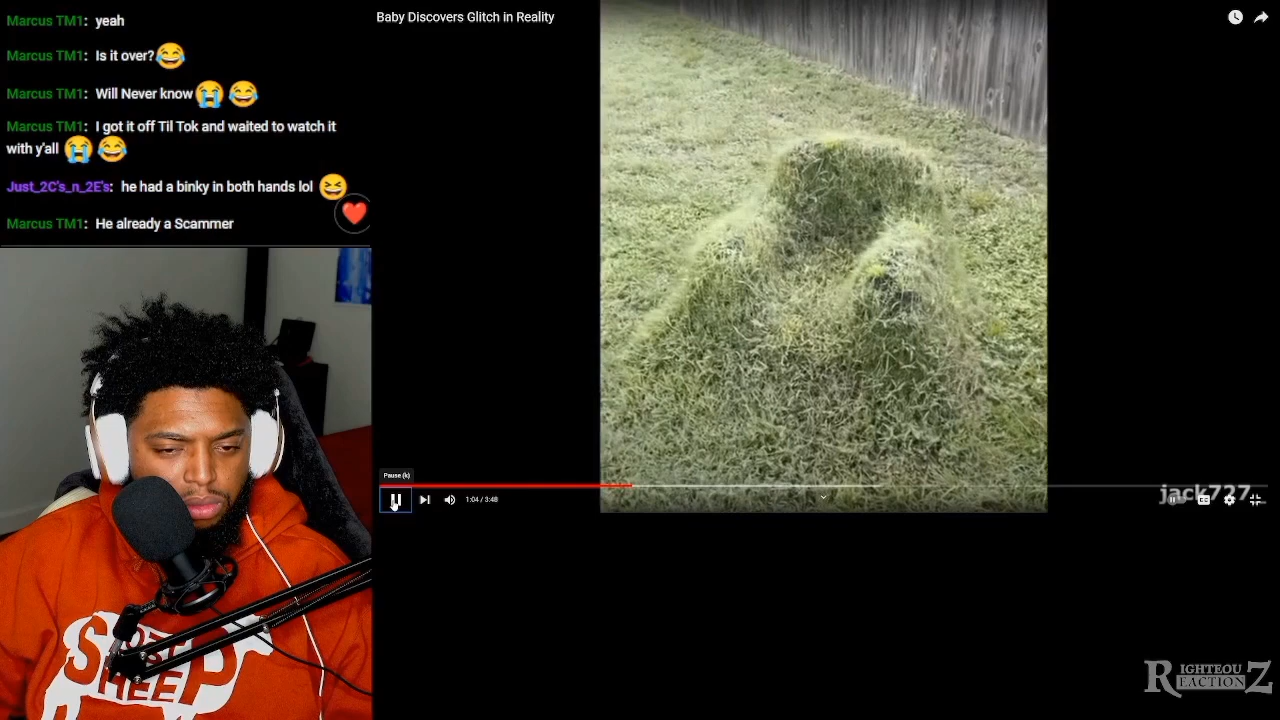 Marcus TM1: yeah
Marcus TM1: Is it over?😂
Marcus TM1: Will Never know😭 😂
Marcus TM1: I got it off Til Tok and waited to watch it
with y'all 😭 😂
Just_2C's_n_2E's: he had a binky in both hands lol 😆
Marcus TM1: He already a Scammer
Baby Discovers Glitch in Reality
Pause (k)
1:04 / 3:48
jack727
RIGHTEOUZ
REACTIONZ